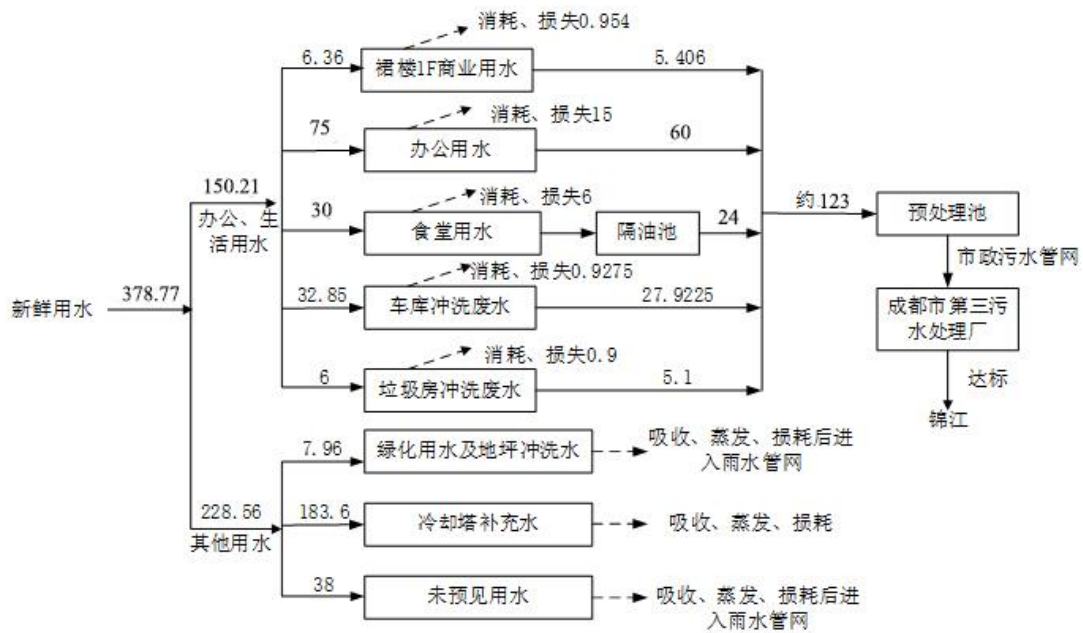 消耗、损失0.954
6.36
裙楼1F商业用水
5.406
消耗、损失15
75
办公用水
60
150.21
办公、生
活用水
消耗、损失6
30
食堂用水
隔油池
24
约123
预处理池
市政污水管网
新鲜用水
378.77
消耗、损失0.9275
32.85
车库冲洗废水
27.9225
成都市第三污
水处理厂
消耗、损失0.9
6
垃圾房冲洗废水
5.1
达标
锦江
7.96
绿化用水及地坪冲洗水
吸收、蒸发、损耗后进
入雨水管网
228.56
其他用水
183.6
冷却塔补充水
吸收、蒸发、损耗
38
未预见用水
吸收、蒸发、损耗后进
入雨水管网